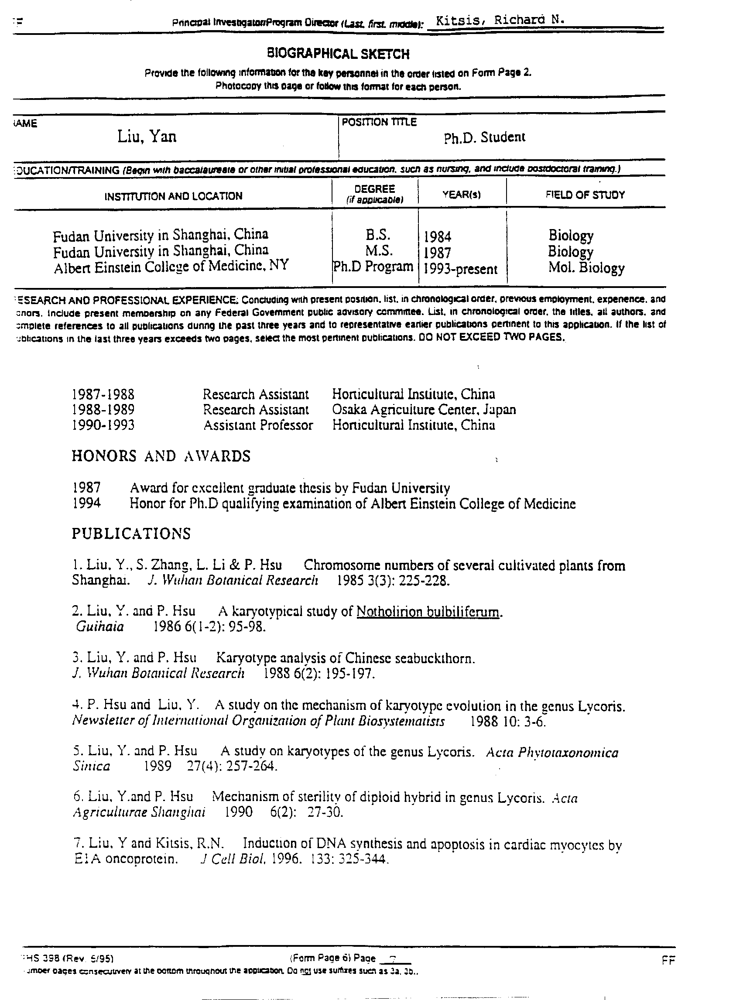 Principal Investigator/Program Director (Last, first, middle): Kitsis, Richard N.
BIOGRAPHICAL SKETCH
Provide the following information for the key personnel in the order listed on Form Page 2.
Photocopy this page or follow this format for each person.
AME POSITION TITLE
Liu, Yan Ph.D. Student
DUCATION/TRAINING (Begin with baccalaureate or other initial professional education, such as nursing, and include postdoctoral training.)
INSTITUTION AND LOCATION DEGREE (if applicable) YEAR(s) FIELD OF STUDY
Fudan University in Shanghai, China B.S. 1984 Biology
Fudan University in Shanghai, China M.S. 1987 Biology
Albert Einstein College of Medicine, NY Ph.D Program 1993-present Mol. Biology
ESEARCH AND PROFESSIONAL EXPERIENCE: Concluding with present position, list, in chronological order, previous employment, experience, and
onors. Include present membership on any Federal Government public advisory committee. List, in chronological order, the titles, all authors, and
omplete references to all publications during the past three years and to representative earlier publications pertinent to this application. If the list of
ublications in the last three years exceeds two pages, select the most pertinent publications. DO NOT EXCEED TWO PAGES.
1987-1988 Research Assistant Horticultural Institute, China
1988-1989 Research Assistant Osaka Agriculture Center, Japan
1990-1993 Assistant Professor Horticultural Institute, China
HONORS AND AWARDS
1987 Award for excellent graduate thesis by Fudan University
1994 Honor for Ph.D qualifying examination of Albert Einstein College of Medicine
PUBLICATIONS
1. Liu, Y., S. Zhang, L. Li & P. Hsu Chromosome numbers of several cultivated plants from
Shanghai. J. Wuhan Botanical Research 1985 3(3): 225-228.
2. Liu, Y. and P. Hsu A karyotypical study of Notholirion bulbiliferum.
Guihaia 1986 6(1-2): 95-98.
3. Liu, Y. and P. Hsu Karyotype analysis of Chinese seabuckthorn.
J. Wuhan Botanical Research 1988 6(2): 195-197.
4. P. Hsu and Liu, Y. A study on the mechanism of karyotype evolution in the genus Lycoris.
Newsletter of International Organization of Plant Biosystematists 1988 10: 3-6.
5. Liu, Y. and P. Hsu A study on karyotypes of the genus Lycoris. Acta Phytotaxonomica
Sinica 1989 27(4): 257-264.
6. Liu, Y.and P. Hsu Mechanism of sterility of diploid hybrid in genus Lycoris. Acta
Agriculturae Shanghai 1990 6(2): 27-30.
7. Liu, Y and Kitsis, R.N. Induction of DNA synthesis and apoptosis in cardiac myocytes by
E1A oncoprotein. J Cell Biol, 1996. 133: 325-344.
HS 398 (Rev. 5/95) (Form Page 6) Page 7 FF
umber pages consecutively at the bottom throughout the application. Do not use suffixes such as 3a, 3b.